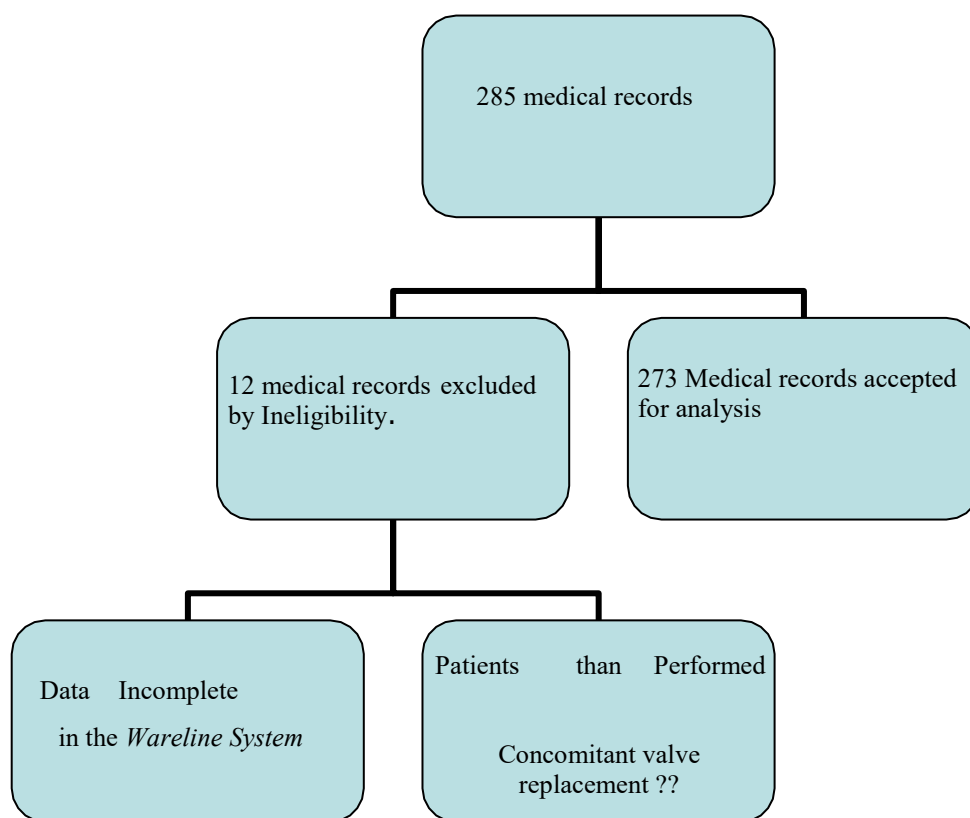 285 medical records
12 medical records excluded
by Ineligibility.
273 Medical records accepted
for analysis
Data Incomplete
in the Wareline System
Patients than Performed
Concomitant valve
replacement ??